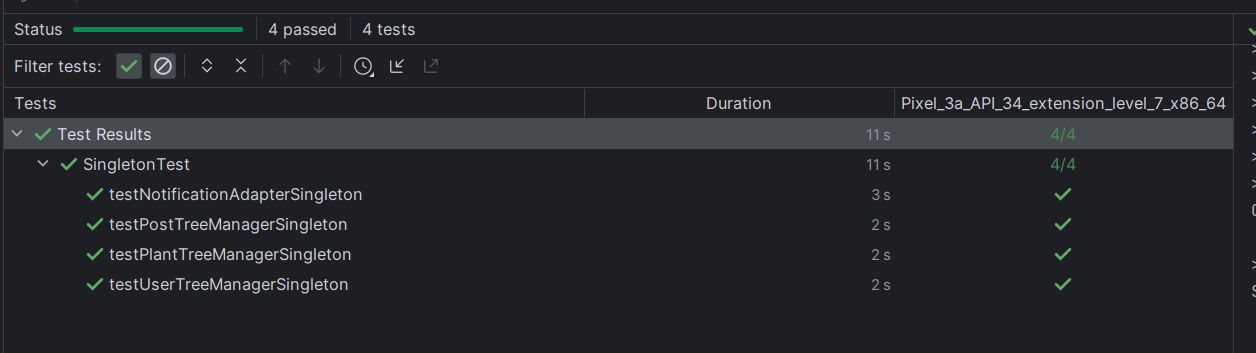 Status 4 passed 4 tests
Filter tests:
Tests Duration Pixel_3a_API_34_extension_level_7_x86_64
Test Results 11 s 4/4
SingletonTest 11 s 4/4
testNotificationAdapterSingleton 3 s
testPostTreeManagerSingleton 2 s
testPlantTreeManagerSingleton 2 s
testUserTreeManagerSingleton 2 s